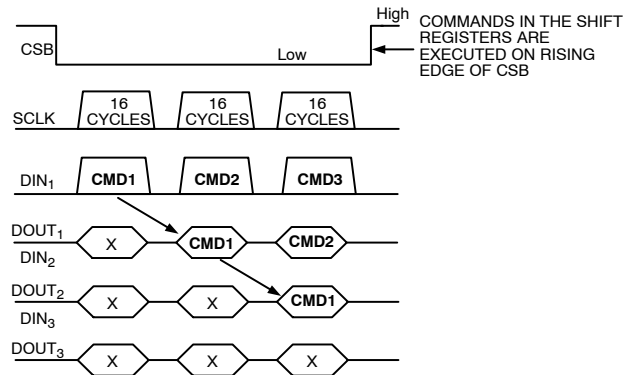 High
COMMANDS IN THE SHIFT
REGISTERS ARE
EXECUTED ON RISING
EDGE OF CSB
CSB
Low
SCLK
16
CYCLES
16
CYCLES
16
CYCLES
DIN1
CMD1
CMD2
CMD3
DOUT1
DIN2
X
CMD1
CMD2
DOUT2
DIN3
X
X
CMD1
DOUT3
X
X
X